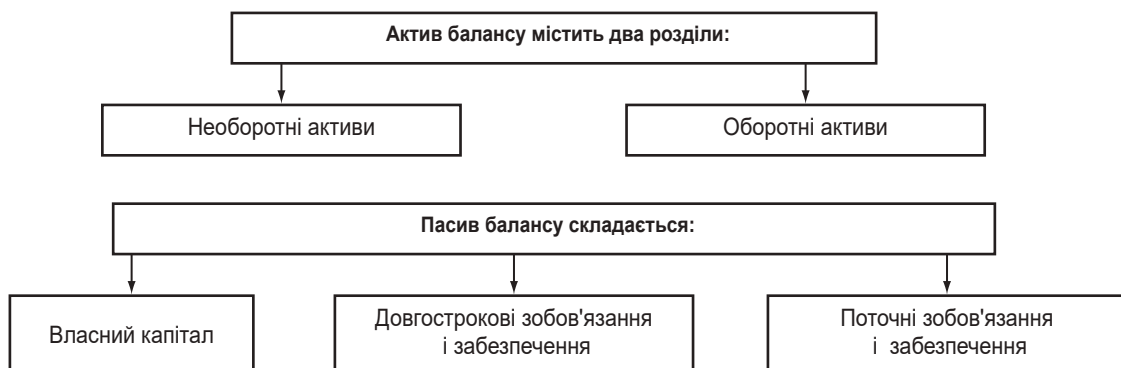 Актив балансу містить два розділи:
Необоротні активи
Оборотні активи
Пасив балансу складається:
Власний капітал
Довгострокові зобов'язання
і забезпечення
Поточні зобов'язання
і забезпечення